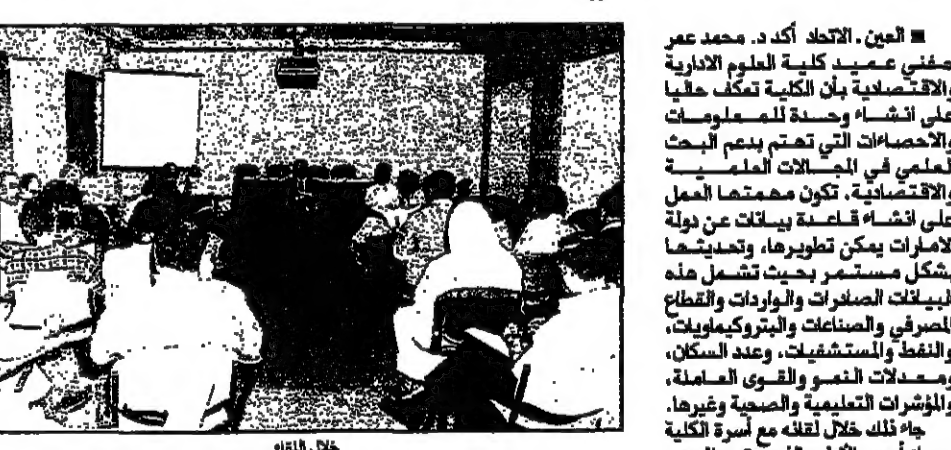 ■ العين . الاتحاد أكد د. محمد عمر
حفني عميد كلية العلوم الادارية
والاقتصادية بأن الكلية تعكف حاليا
على انشاء وحدة للمعلومات
والاحصاءات التي تهتم بدعم البحث
العلمي في المجالات العلمية
والاقتصادية، تكون مهمتها العمل
على انشاء قاعدة بيانات عن دولة
الامارات يمكن تطويرها، وتحديثها
بشكل مستمر بحيث تشمل هذه
البيانات الصادرات والواردات والقطاع
المصرفي والصناعات والبتروكيماويات،
والنفط والمستشفيات، وعدد السكان،
ومعدلات النمو والقوى العاملة،
والمؤشرات التعليمية والصحية وغيرها.
جاء ذلك خلال لقائه مع أسرة الكلية
خلال اللقاء